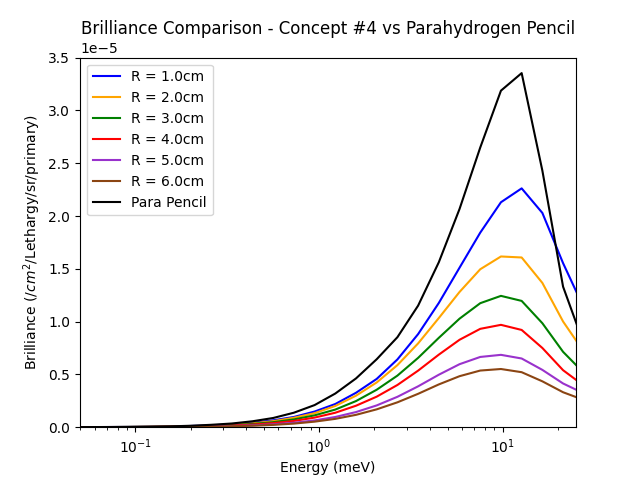 Brilliance Comparison - Concept #4 vs Parahydrogen Pencil
1e−5
3.5
3.0
2.5
2.0
1.5
1.0
0.5
0.0
Brilliance (/cm²/Lethargy/sr/primary)
R = 1.0cm
R = 2.0cm
R = 3.0cm
R = 4.0cm
R = 5.0cm
R = 6.0cm
Para Pencil
10⁻¹ 10⁰ 10¹
Energy (meV)